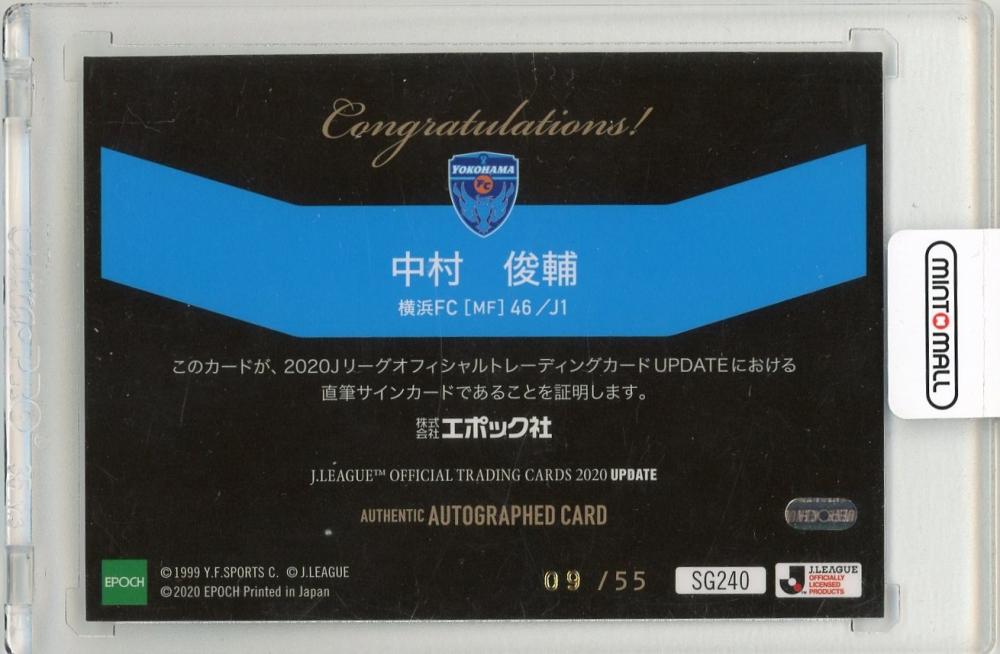 Congratulations!
YOKOHAMA
FC
中村 俊輔
横浜FC [MF] 46/J1
このカードが、2020Jリーグオフィシャルトレーディングカード UPDATEにおける
直筆サインカードであることを証明します。
株式会社エポック社
J.LEAGUE™ OFFICIAL TRADING CARDS 2020 UPDATE
AUTHENTIC AUTOGRAPHED CARD
EPOCH
©1999 Y.F.SPORTS C. ©J.LEAGUE
©2020 EPOCH Printed in Japan
09 /55
SG240
J.LEAGUE
OFFICIALLY
LICENSED
PRODUCTS
MINT MALL